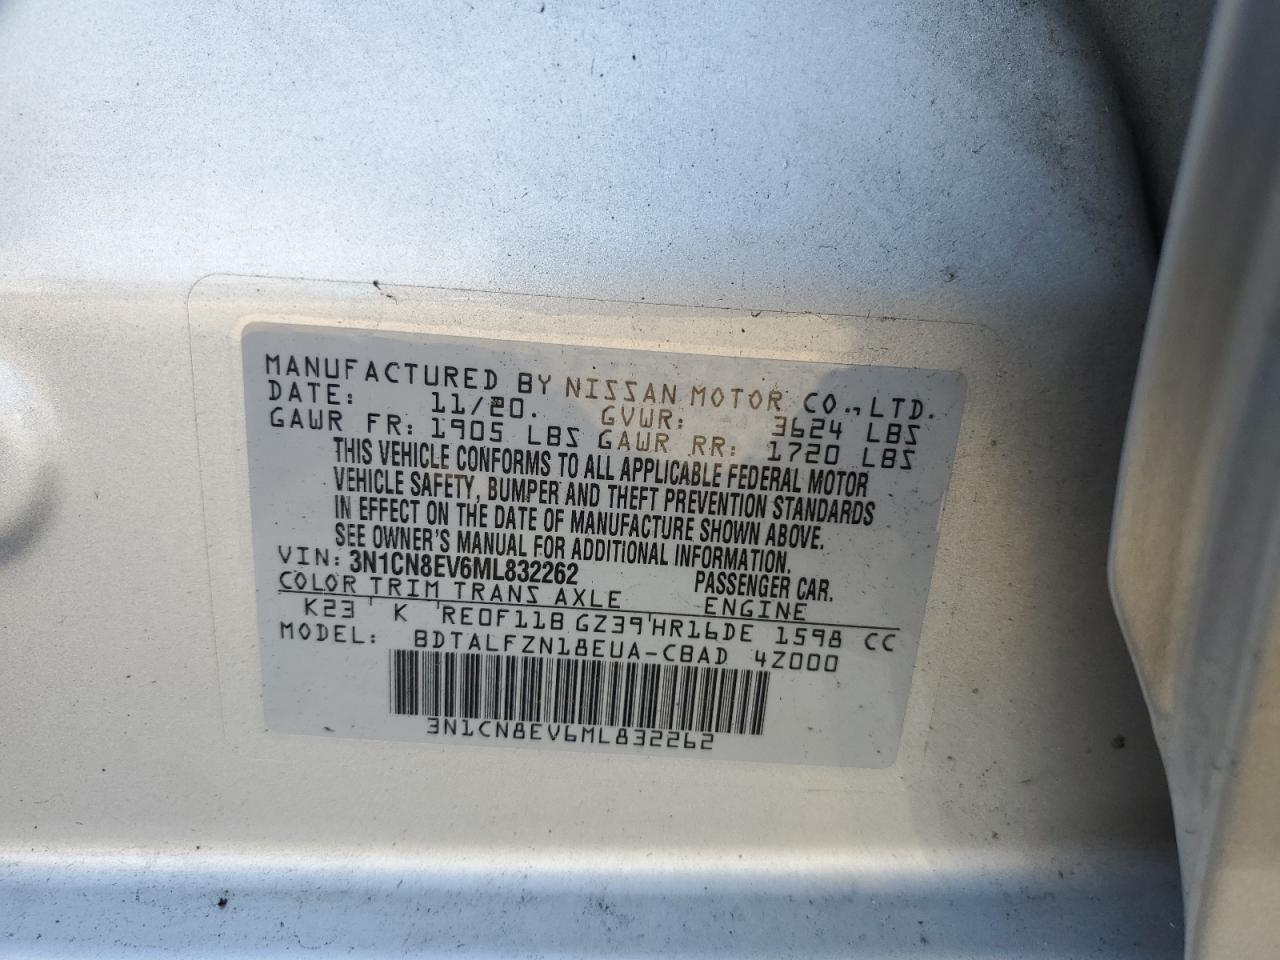 MANUFACTURED BY NISSAN MOTOR CO., LTD.
DATE: 11/20. GVWR: 3624 LBS
GAWR FR: 1905 LBS GAWR RR: 1720 LBS
THIS VEHICLE CONFORMS TO ALL APPLICABLE FEDERAL MOTOR
VEHICLE SAFETY, BUMPER AND THEFT PREVENTION STANDARDS
IN EFFECT ON THE DATE OF MANUFACTURE SHOWN ABOVE.
SEE OWNER'S MANUAL FOR ADDITIONAL INFORMATION.
VIN: 3N1CN8EV6ML832262 PASSENGER CAR.
COLOR TRIM TRANS AXLE ENGINE
K23 K RE0F11B GZ39 HR16DE 1598 CC
MODEL: BDTALFZN18EUA-CBAD 4Z000
3N1CN8EV6ML832262